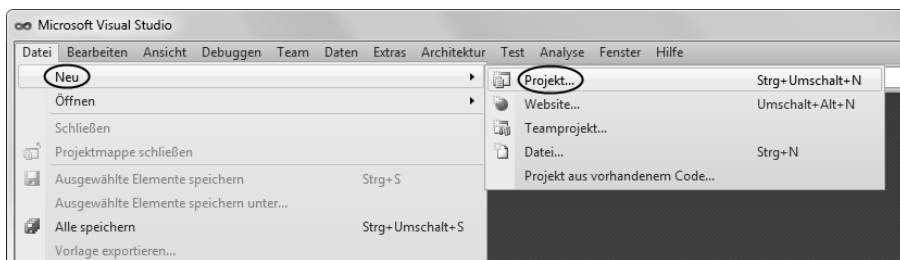 Microsoft Visual Studio
Datei Bearbeiten Ansicht Debuggen Team Daten Extras Architektur Test Analyse Fenster Hilfe
Neu
Öffnen
Schließen
Projektmappe schließen
Ausgewählte Elemente speichern Strg+S
Ausgewählte Elemente speichern unter...
Alle speichern Strg+Umschalt+S
Vorlage exportieren...
Projekt... Strg+Umschalt+N
Website... Umschalt+Alt+N
Teamprojekt...
Datei... Strg+N
Projekt aus vorhandenem Code...